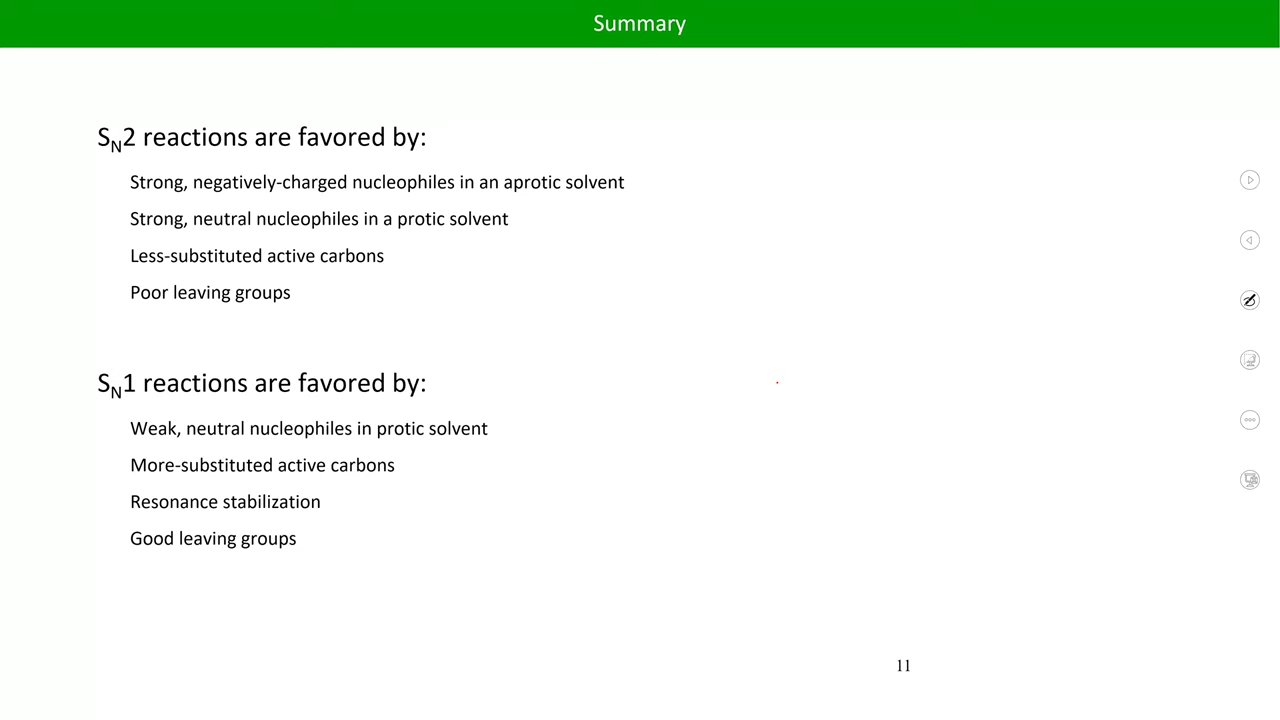 Summary
S_N2 reactions are favored by:
Strong, negatively-charged nucleophiles in an aprotic solvent
Strong, neutral nucleophiles in a protic solvent
Less-substituted active carbons
Poor leaving groups
S_N1 reactions are favored by:
Weak, neutral nucleophiles in protic solvent
More-substituted active carbons
Resonance stabilization
Good leaving groups
11